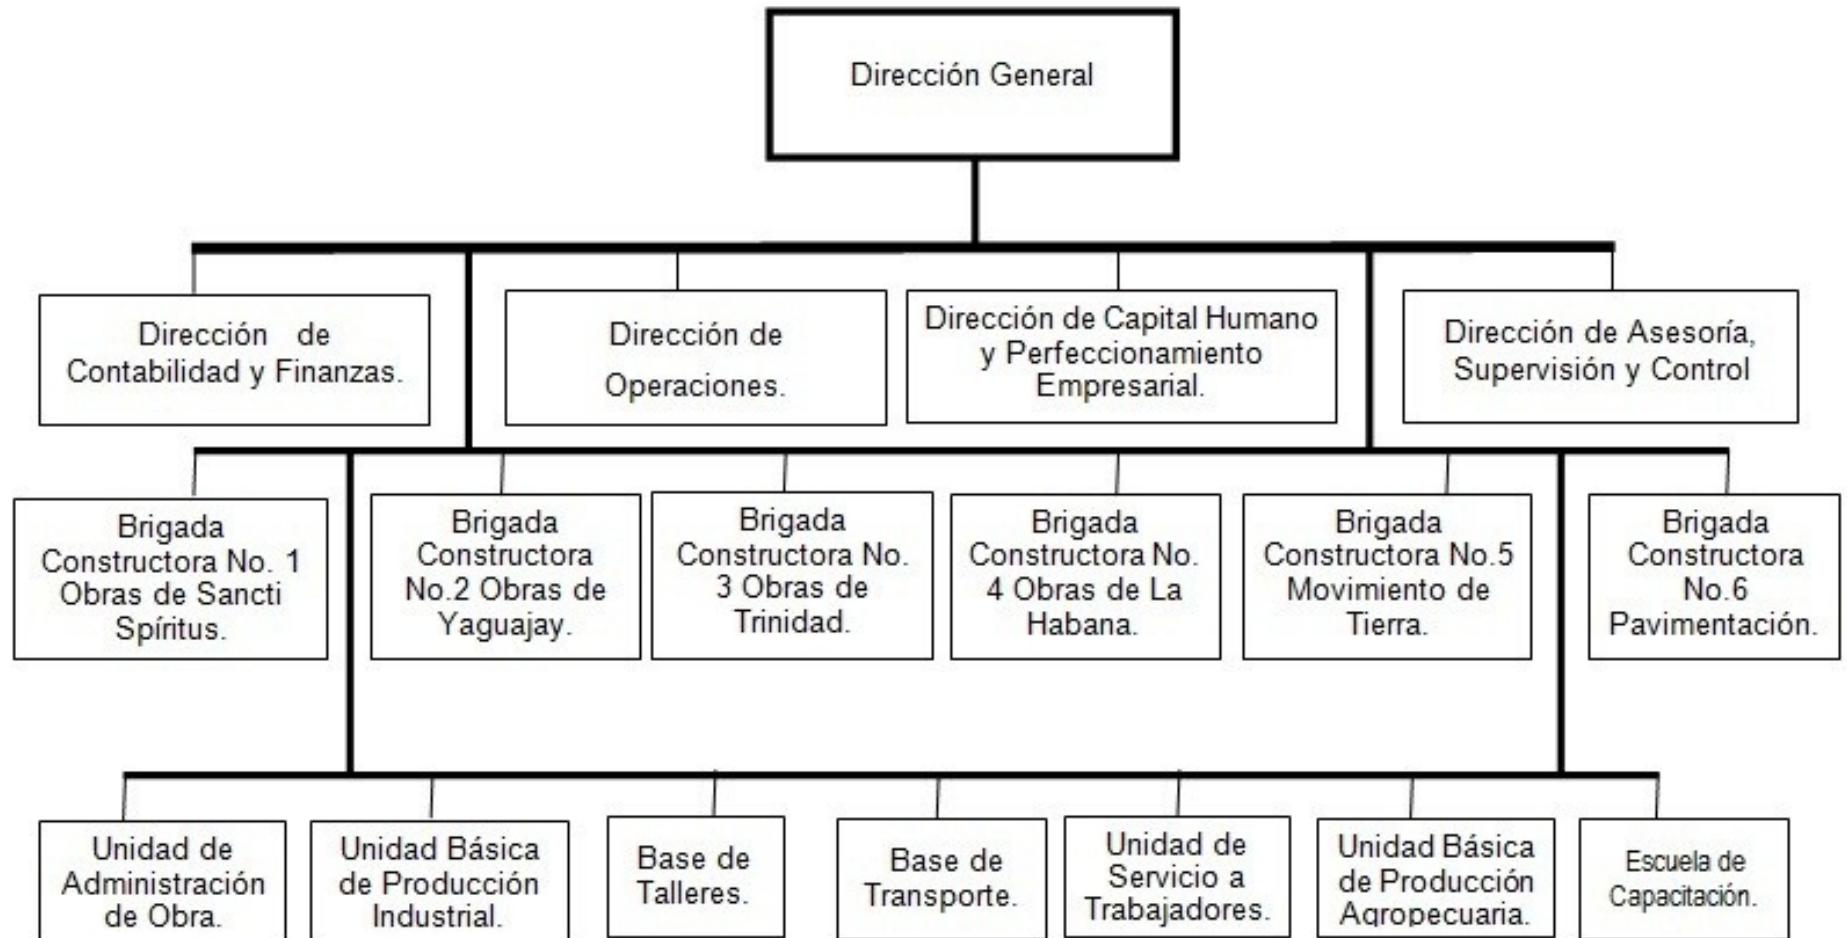 Dirección General
Dirección de
Contabilidad y Finanzas.
Dirección de
Operaciones.
Dirección de Capital Humano
y Perfeccionamiento
Empresarial.
Dirección de Asesoría,
Supervisión y Control
Brigada
Constructora No. 1
Obras de Sancti
Spíritus.
Brigada
Constructora
No.2 Obras de
Yaguajay.
Brigada
Constructora No.
3 Obras de
Trinidad.
Brigada
Constructora No.
4 Obras de La
Habana.
Brigada
Constructora No.5
Movimiento de
Tierra.
Brigada
Constructora
No.6
Pavimentación.
Unidad de
Administración
de Obra.
Unidad Básica
de Producción
Industrial.
Base de
Talleres.
Base de
Transporte.
Unidad de
Servicio a
Trabajadores.
Unidad Básica
de Producción
Agropecuaria.
Escuela de
Capacitación.